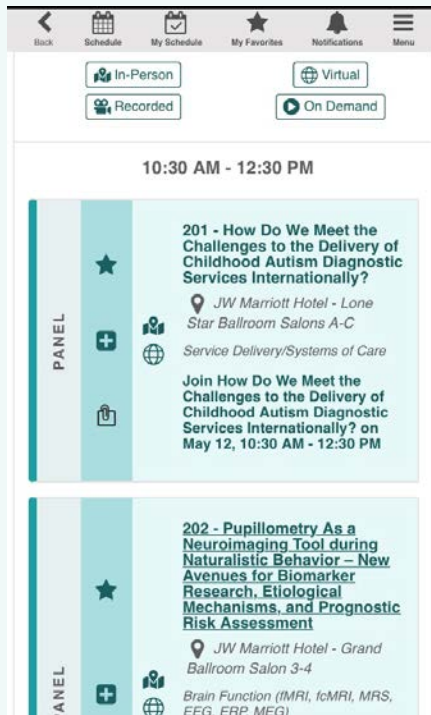 Back
Schedule
My Schedule
My Favorites
Notifications
Menu
In-Person
Virtual
Recorded
On Demand
10:30 AM - 12:30 PM
PANEL
201 - How Do We Meet the
Challenges to the Delivery of
Childhood Autism Diagnostic
Services Internationally?
JW Marriott Hotel - Lone
Star Ballroom Salons A-C
Service Delivery/Systems of Care
Join How Do We Meet the
Challenges to the Delivery of
Childhood Autism Diagnostic
Services Internationally? on
May 12, 10:30 AM - 12:30 PM
ANEL
202 - Pupillometry As a
Neuroimaging Tool during
Naturalistic Behavior – New
Avenues for Biomarker
Research, Etiological
Mechanisms, and Prognostic
Risk Assessment
JW Marriott Hotel - Grand
Ballroom Salon 3-4
Brain Function (fMRI, fcMRI, MRS,
EEG, ERP, MEG)